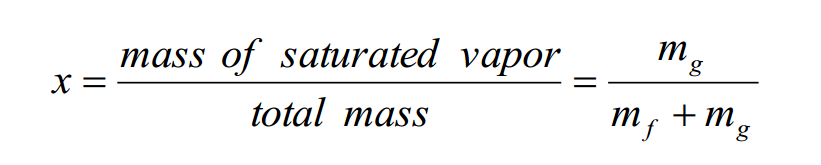 x = mass of saturated vapor / total mass = m_g / m_f + m_g